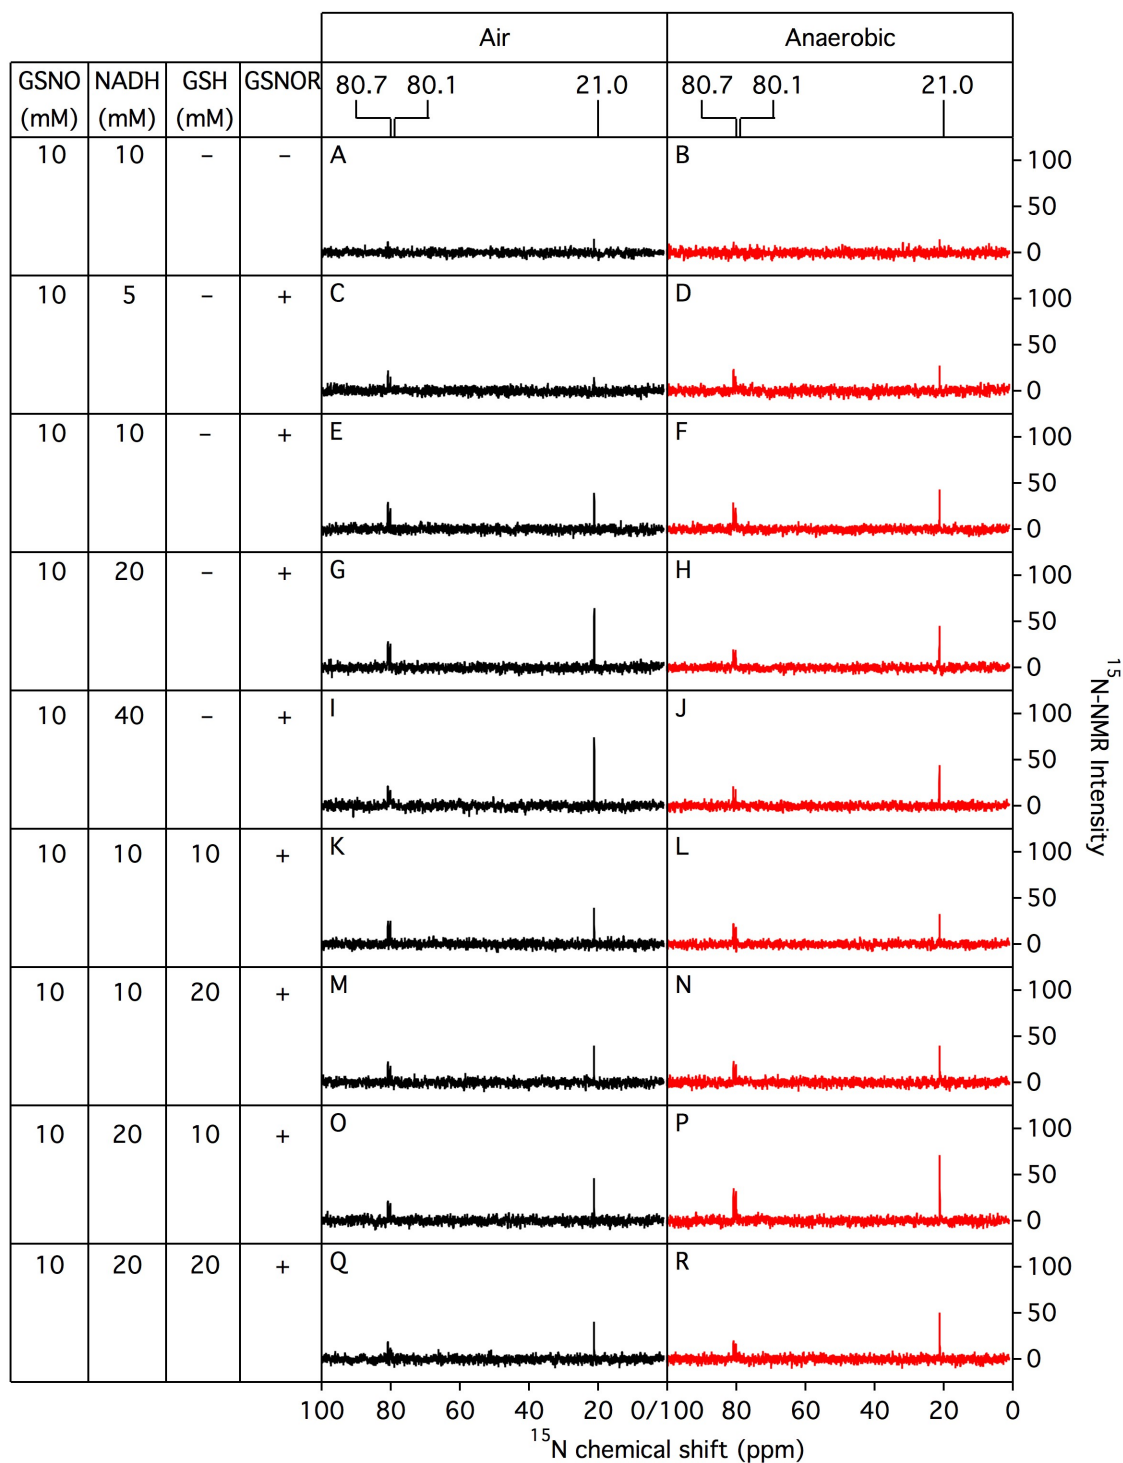 Air Anaerobic
GSNO NADH GSH GSNOR 80.7 80.1 21.0 80.7 80.1 21.0
(mM) (mM) (mM)
10 10 – – A B 100
50
0
10 5 – + C D 100
50
0
10 10 – + E F 100
50
0
10 20 – + G H 100
50
0
10 40 – + I J 100
50
0
10 10 10 + K L 100
50
0
10 10 20 + M N 100
50
0
10 20 10 + O P 100
50
0
10 20 20 + Q R 100
50
0
15N-NMR Intensity
100 80 60 40 20 0/100 80 60 40 20 0
15N chemical shift (ppm)